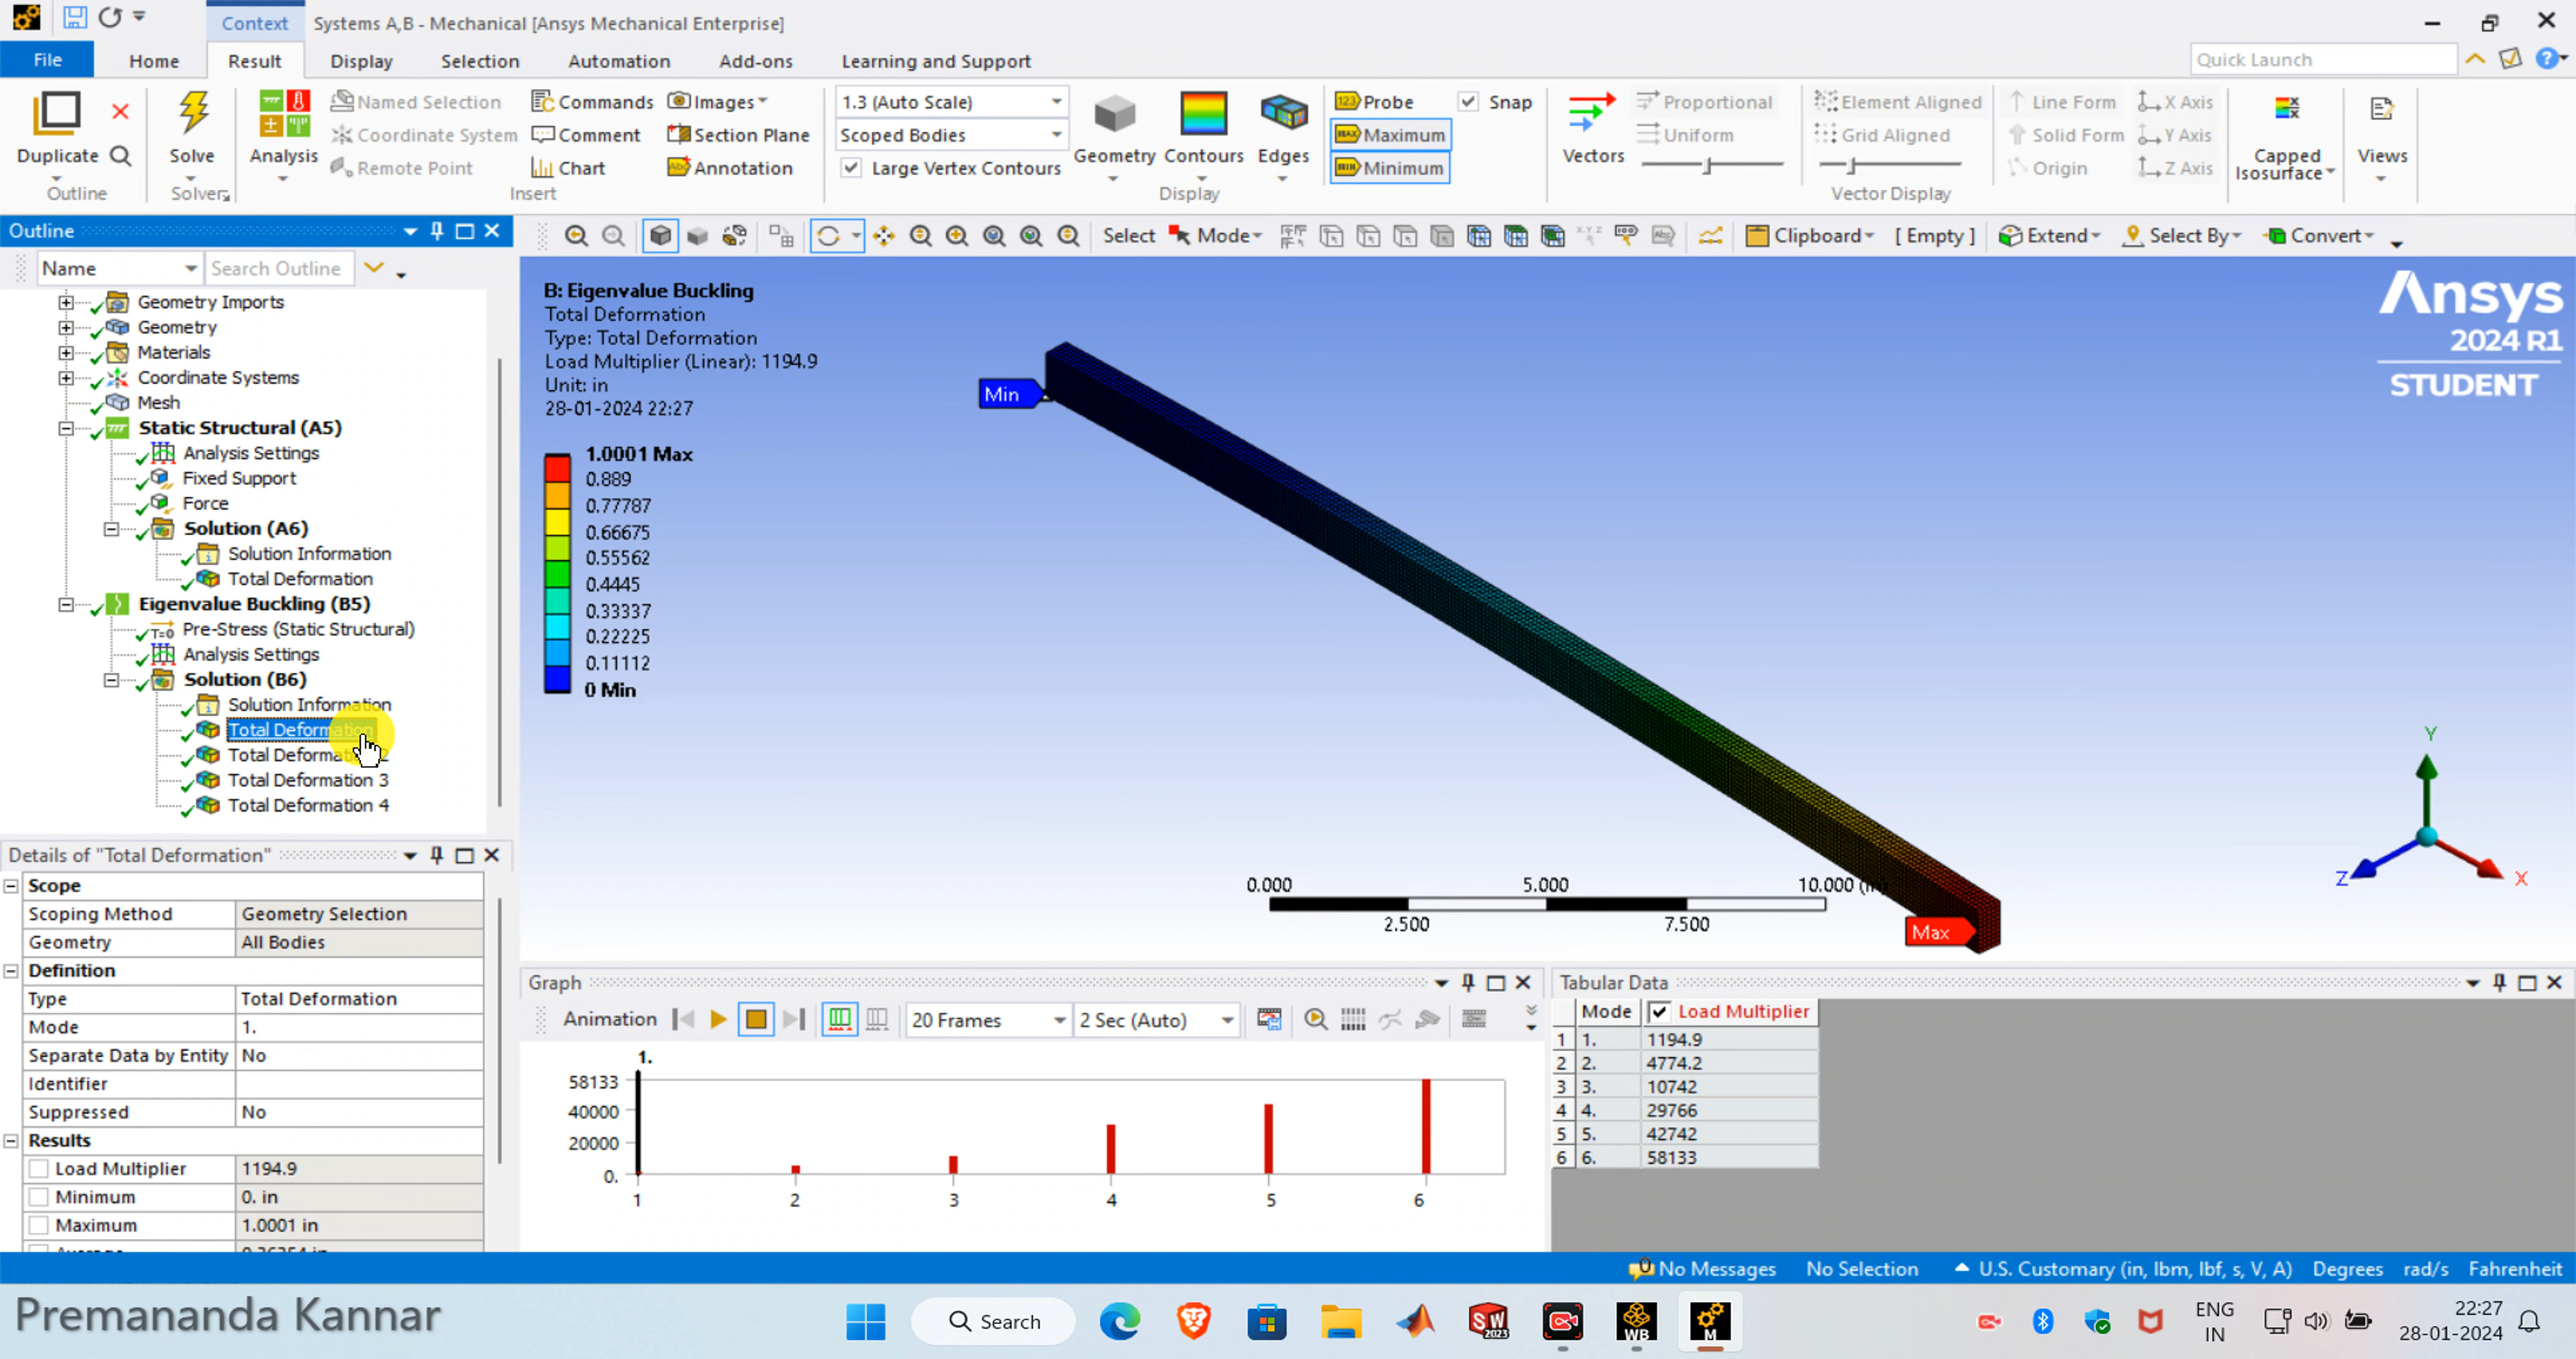 Context Systems A,B - Mechanical [Ansys Mechanical Enterprise]
File Home Result Display Selection Automation Add-ons Learning and Support Quick Launch
Duplicate
Outline
Solve
Solver
Analysis
Named Selection
Coordinate System
Remote Point
Commands
Comment
Chart
Images
Section Plane
Annotation
Insert
1.3 (Auto Scale)
Scoped Bodies
Large Vertex Contours
Geometry Contours Edges
Display
Probe
Maximum
Minimum
Snap
Vectors
Proportional
Uniform
Element Aligned
Grid Aligned
Vector Display
Line Form
Solid Form
Origin
X Axis
Y Axis
Z Axis
Capped
Isosurface
Views
Outline
Name Search Outline
Select Mode Clipboard [ Empty ] Extend Select By Convert
Geometry Imports
Geometry
Materials
Coordinate Systems
Mesh
Static Structural (A5)
Analysis Settings
Fixed Support
Force
Solution (A6)
Solution Information
Total Deformation
Eigenvalue Buckling (B5)
T=0 Pre-Stress (Static Structural)
Analysis Settings
Solution (B6)
Solution Information
Total Deformation
Total Deformation 2
Total Deformation 3
Total Deformation 4
B: Eigenvalue Buckling
Total Deformation
Type: Total Deformation
Load Multiplier (Linear): 1194.9
Unit: in
28-01-2024 22:27
1.0001 Max
0.889
0.77787
0.66675
0.55562
0.4445
0.33337
0.22225
0.11112
0 Min
Min
Max
Ansys
2024 R1
STUDENT
0.000 5.000 10.000 (in)
2.500 7.500
Y
Z
X
Details of "Total Deformation"
Scope
Scoping Method Geometry Selection
Geometry All Bodies
Definition
Type Total Deformation
Mode 1.
Separate Data by Entity No
Identifier
Suppressed No
Results
Load Multiplier 1194.9
Minimum 0. in
Maximum 1.0001 in
Graph
Animation 20 Frames 2 Sec (Auto)
1.
58133
40000
20000
0.
1 2 3 4 5 6
Tabular Data
Mode Load Multiplier
1 1. 1194.9
2 2. 4774.2
3 3. 10742
4 4. 29766
5 5. 42742
6 6. 58133
No Messages No Selection U.S. Customary (in, lbm, lbf, s, V, A) Degrees rad/s Fahrenheit
Premananda Kannar
Search
SW
2023
WB
M
ENG
IN
22:27
28-01-2024